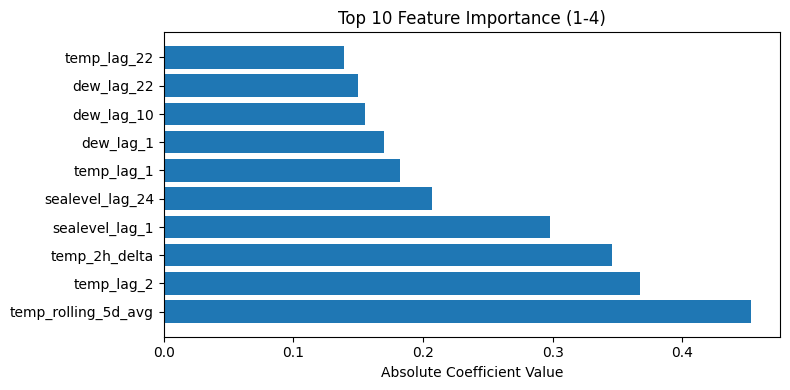 Top 10 Feature Importance (1-4)
temp_lag_22
dew_lag_22
dew_lag_10
dew_lag_1
temp_lag_1
sealevel_lag_24
sealevel_lag_1
temp_2h_delta
temp_lag_2
temp_rolling_5d_avg
0.0 0.1 0.2 0.3 0.4
Absolute Coefficient Value